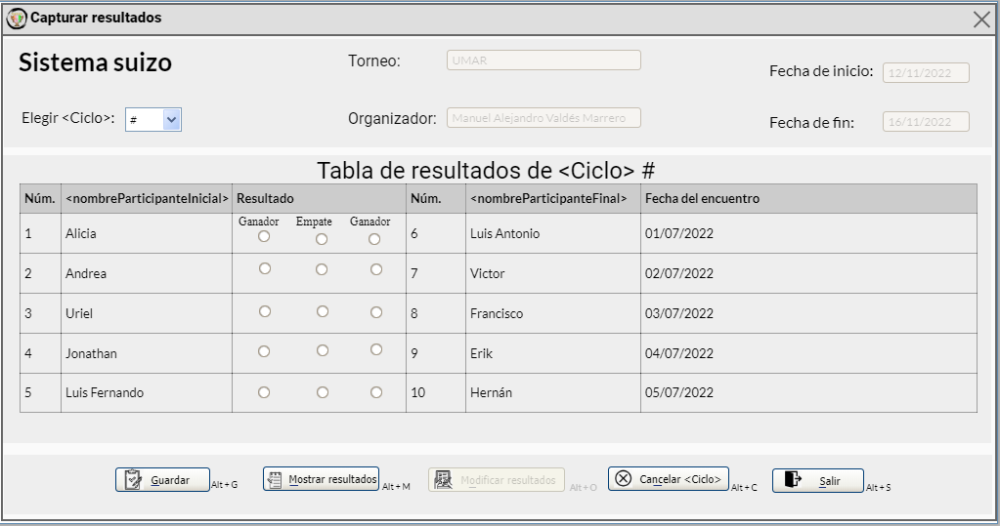 Capturar resultados
Sistema suizo
Torneo: UMAR
Fecha de inicio: 12/11/2022
Elegir <Ciclo>: #
Organizador: Manuel Alejandro Valdés Marrero
Fecha de fin: 16/11/2022
Tabla de resultados de <Ciclo> #
Núm. <nombreParticipanteInicial> Resultado Núm. <nombreParticipanteFinal> Fecha del encuentro
Ganador Empate Ganador
1 Alicia 6 Luis Antonio 01/07/2022
2 Andrea 7 Victor 02/07/2022
3 Uriel 8 Francisco 03/07/2022
4 Jonathan 9 Erik 04/07/2022
5 Luis Fernando 10 Hernán 05/07/2022
Guardar Alt + G Mostrar resultados Alt + M Modificar resultados Alt + O Cancelar <Ciclo> Alt + C Salir Alt + S